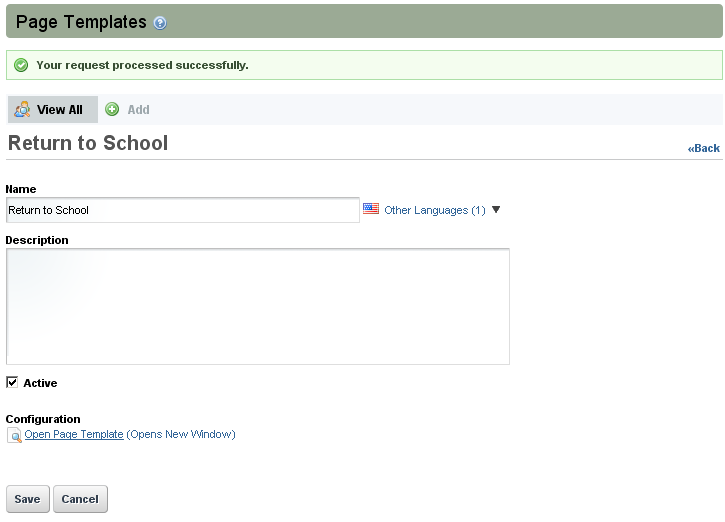 Page Templates
Your request processed successfully.
View All Add
Return to School
«Back
Name
Return to School Other Languages (1) ▼
Description
Active
Configuration
Open Page Template (Opens New Window)
Save Cancel